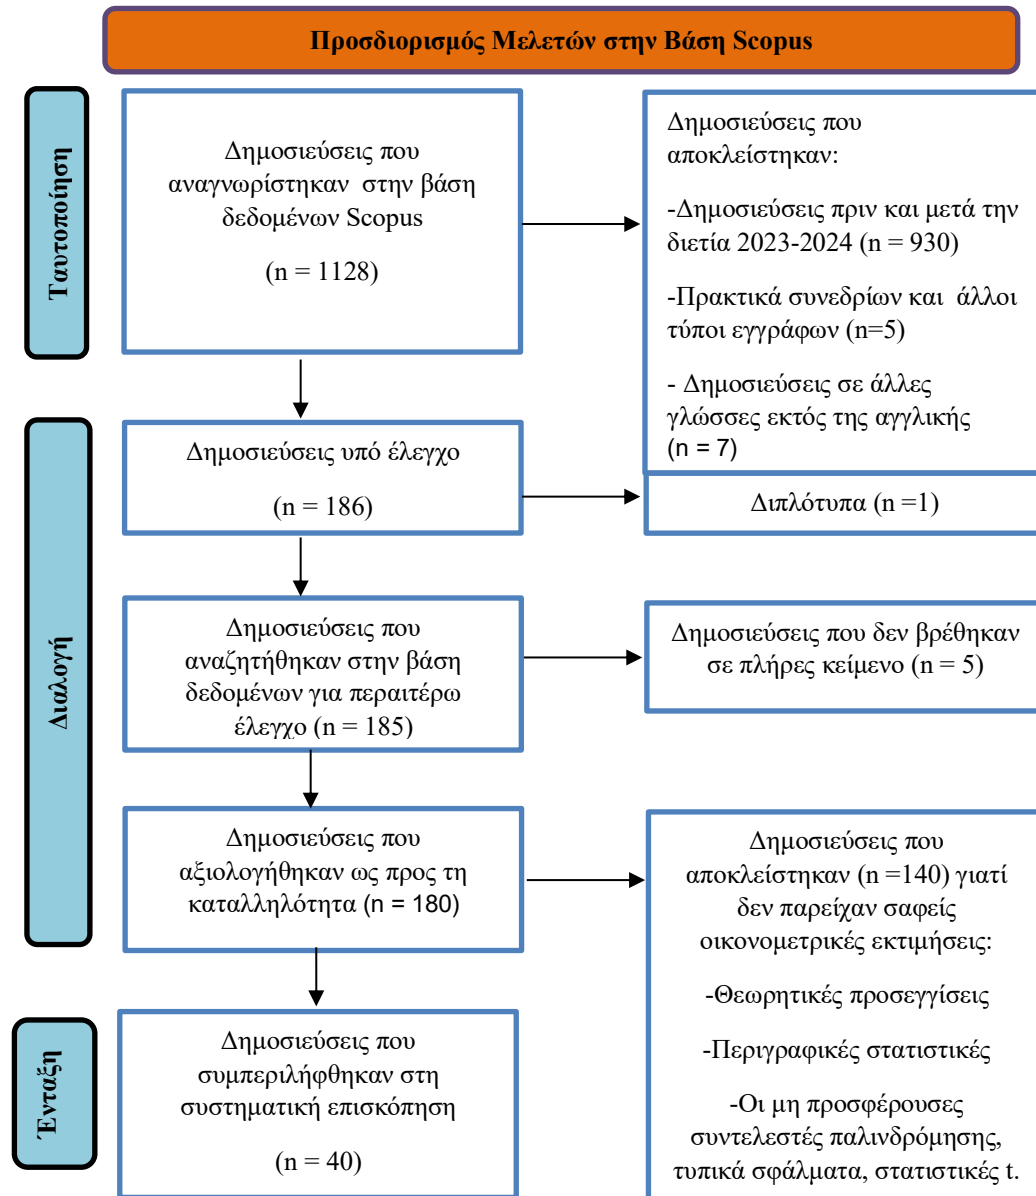 Προσδιορισμός Μελετών στην Βάση Scopus
Ταυτοποίηση
Δημοσιεύσεις που
αναγνωρίστηκαν στην βάση
δεδομένων Scopus
(n = 1128)
Δημοσιεύσεις που
αποκλείστηκαν:
-Δημοσιεύσεις πριν και μετά την
διετία 2023-2024 (n = 930)
-Πρακτικά συνεδρίων και άλλοι
τύποι εγγράφων (n=5)
- Δημοσιεύσεις σε άλλες
γλώσσες εκτός της αγγλικής
(n = 7)
Διαλογή
Δημοσιεύσεις υπό έλεγχο
(n = 186)
Διπλότυπα (n =1)
Δημοσιεύσεις που
αναζητήθηκαν στην βάση
δεδομένων για περαιτέρω
έλεγχο (n = 185)
Δημοσιεύσεις που δεν βρέθηκαν
σε πλήρες κείμενο (n = 5)
Δημοσιεύσεις που
αξιολογήθηκαν ως προς τη
καταλληλότητα (n = 180)
Δημοσιεύσεις που
αποκλείστηκαν (n =140) γιατί
δεν παρείχαν σαφείς
οικονομετρικές εκτιμήσεις:
-Θεωρητικές προσεγγίσεις
-Περιγραφικές στατιστικές
-Οι μη προσφέρουσες
συντελεστές παλινδρόμησης,
τυπικά σφάλματα, στατιστικές t.
Ένταξη
Δημοσιεύσεις που
συμπεριλήφθηκαν στη
συστηματική επισκόπηση
(n = 40)